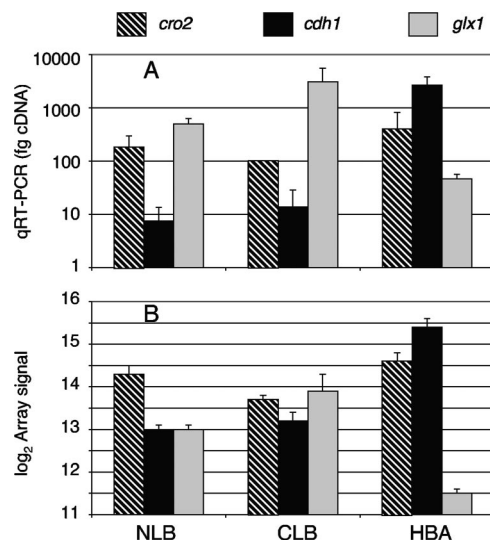 cro2 cdh1 glx1
A
qRT-PCR (fg cDNA)
10000
1000
100
10
1
B
log2 Array signal
16
15
14
13
12
11
NLB CLB HBA